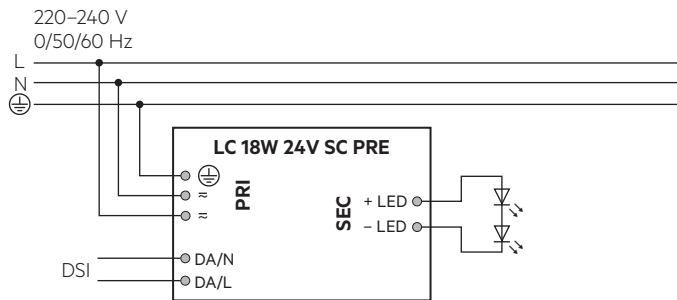 220–240 V
0/50/60 Hz
L
N
LC 18W 24V SC PRE
PRI
≂
≂
SEC
+ LED
– LED
DSI
DA/N
DA/L